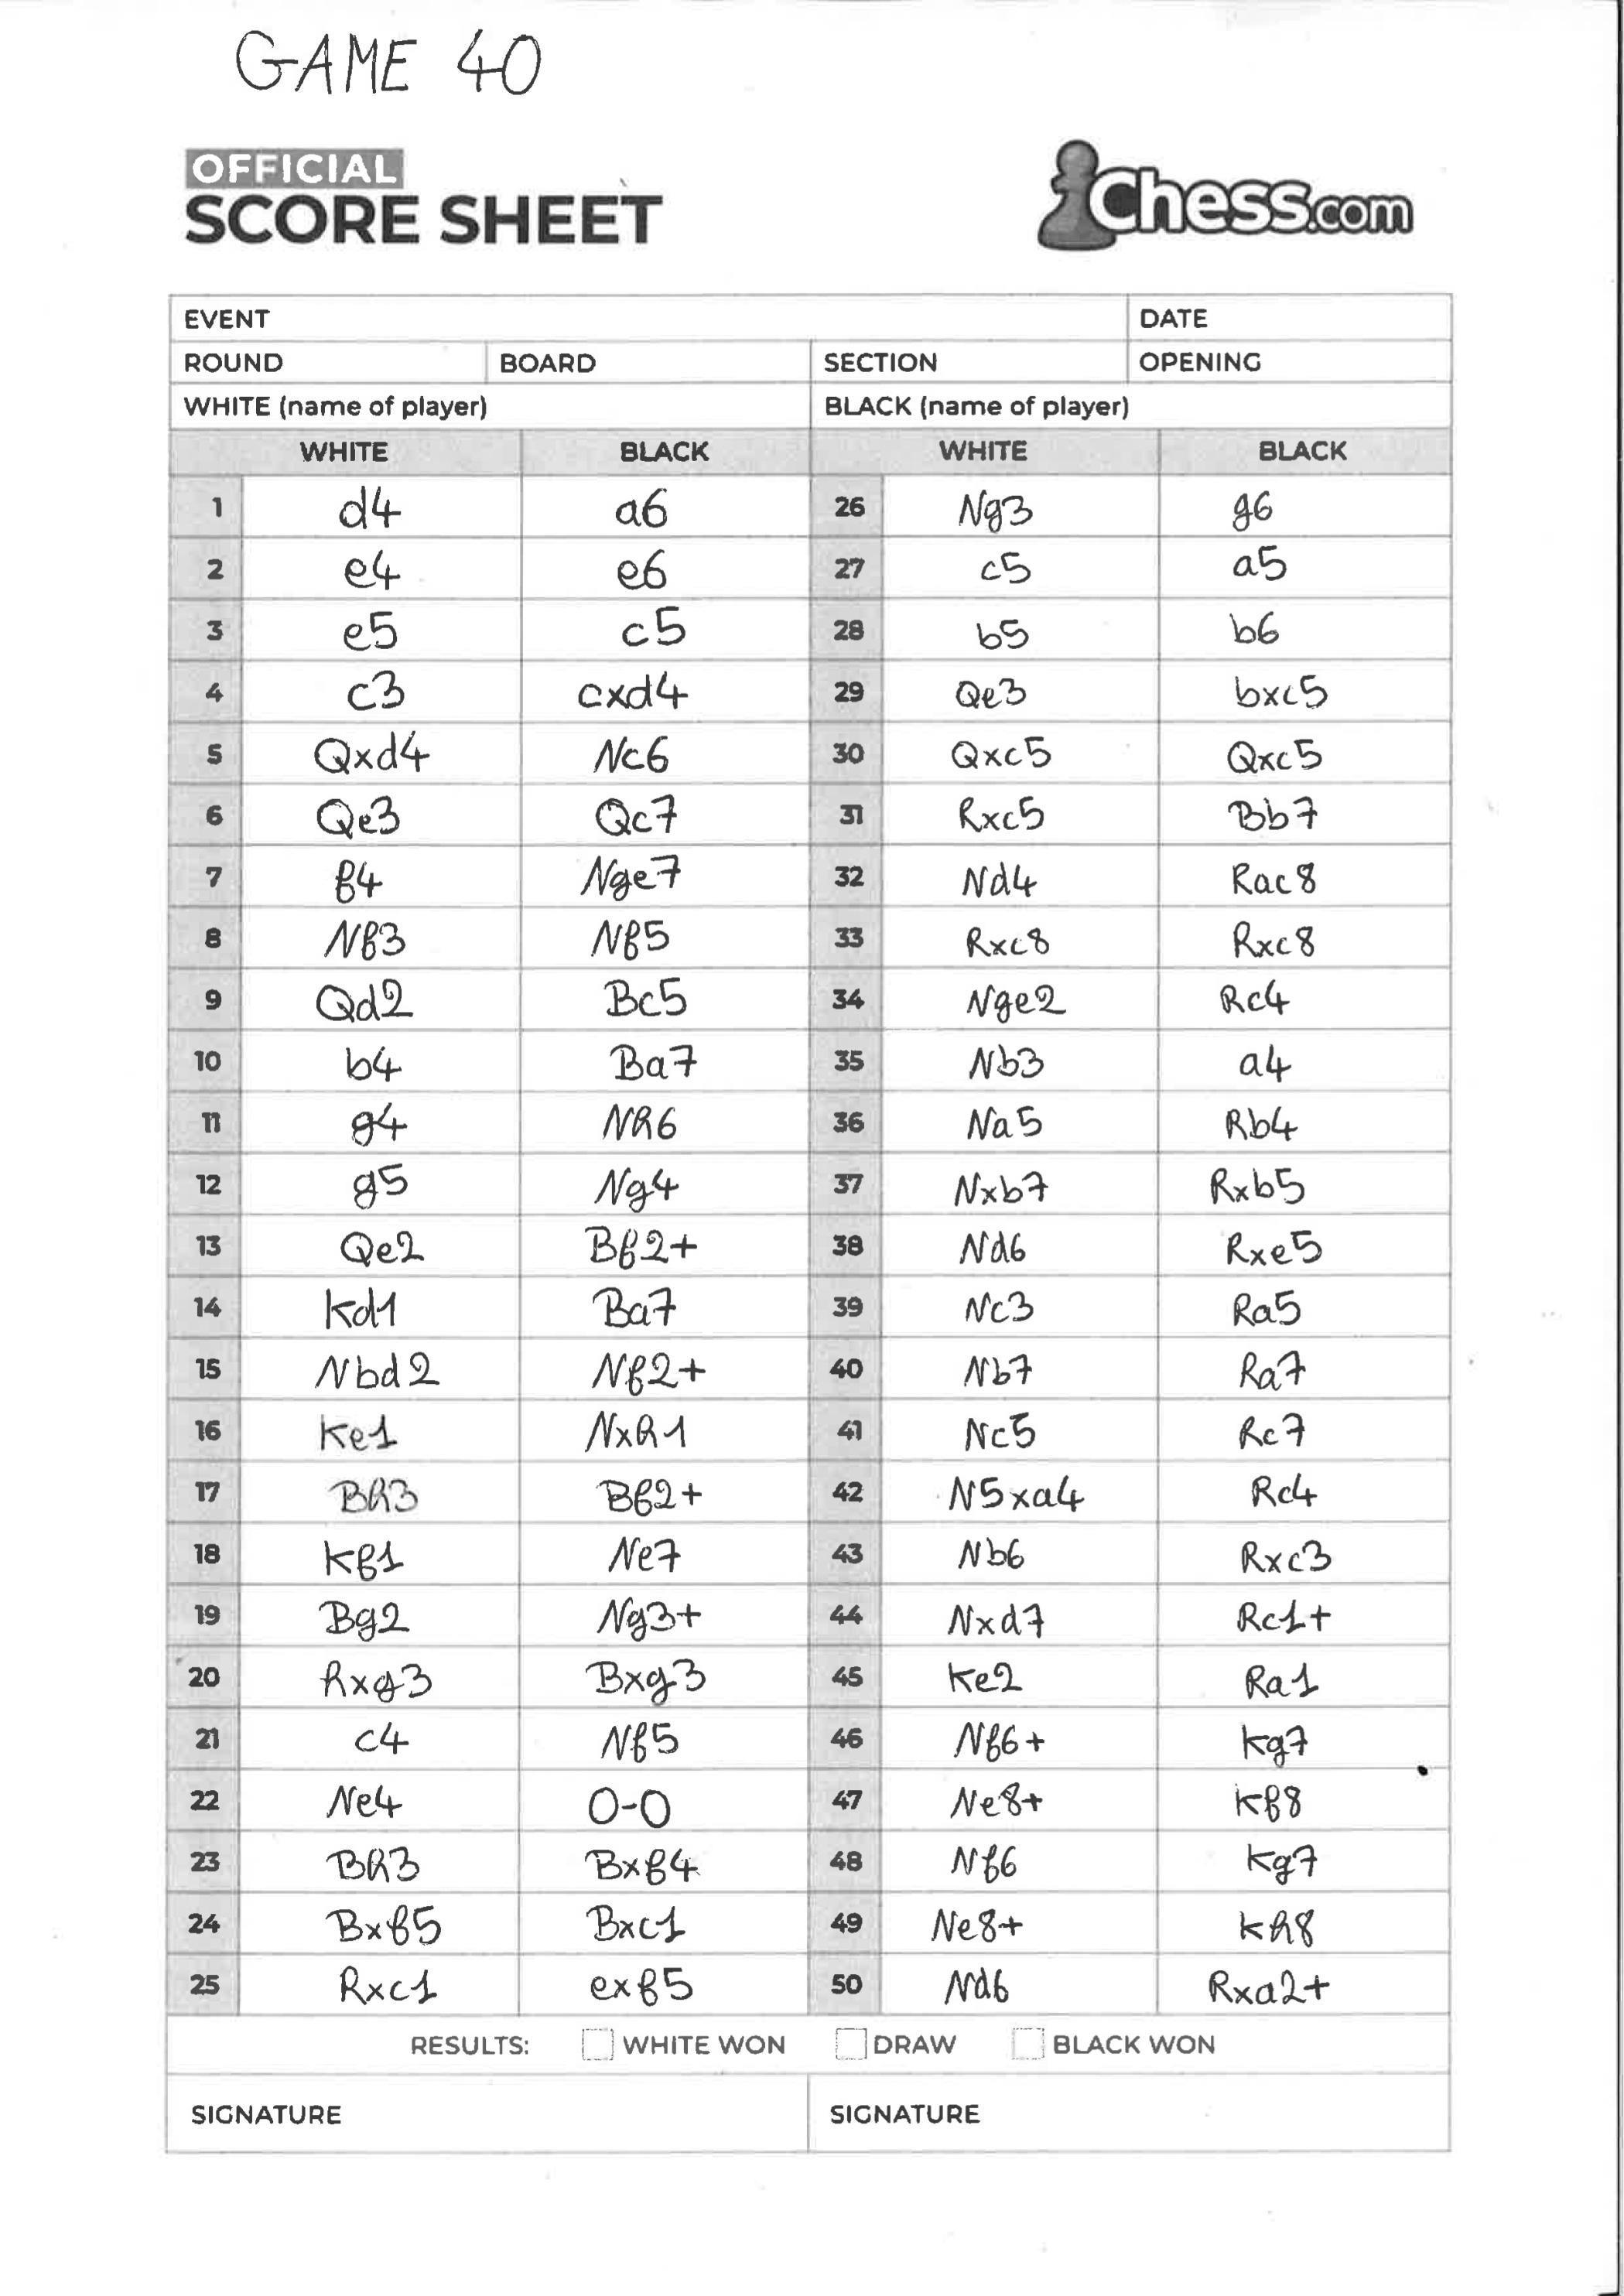 GAME 40
OFFICIAL
SCORE SHEET
Chess.com
EVENT DATE
ROUND BOARD SECTION OPENING
WHITE (name of player) BLACK (name of player)
WHITE BLACK WHITE BLACK
1 d4 a6 26 Ng3 g6
2 e4 e6 27 c5 a5
3 e5 c5 28 b5 b6
4 c3 cxd4 29 Qe3 bxc5
5 Qxd4 Nc6 30 Qxc5 Qxc5
6 Qe3 Qc7 31 Rxc5 Bb7
7 f4 Nge7 32 Nd4 Rac8
8 Nf3 Nf5 33 Rxc8 Rxc8
9 Qd2 Bc5 34 Nge2 Rc4
10 b4 Ba7 35 Nb3 a4
11 g4 Nh6 36 Na5 Rb4
12 g5 Ng4 37 Nxb7 Rxb5
13 Qe2 Bf2+ 38 Nd6 Rxe5
14 Kd1 Ba7 39 Nc3 Ra5
15 Nbd2 Nf2+ 40 Nb7 Ra7
16 Ke1 Nxh1 41 Nc5 Rc7
17 Bh3 Bf2+ 42 N5xa4 Rc4
18 Kf1 Ne7 43 Nb6 Rxc3
19 Bg2 Ng3+ 44 Nxd7 Rc1+
20 hxg3 Bxg3 45 Ke2 Ra1
21 c4 Nf5 46 Nf6+ Kg7
22 Ne4 O-O 47 Ne8+ Kf8
23 Bh3 Bxf4 48 Nf6 Kg7
24 Bxf5 Bxc1 49 Ne8+ Kh8
25 Rxc1 exf5 50 Nd6 Rxa2+
RESULTS: WHITE WON DRAW BLACK WON
SIGNATURE SIGNATURE